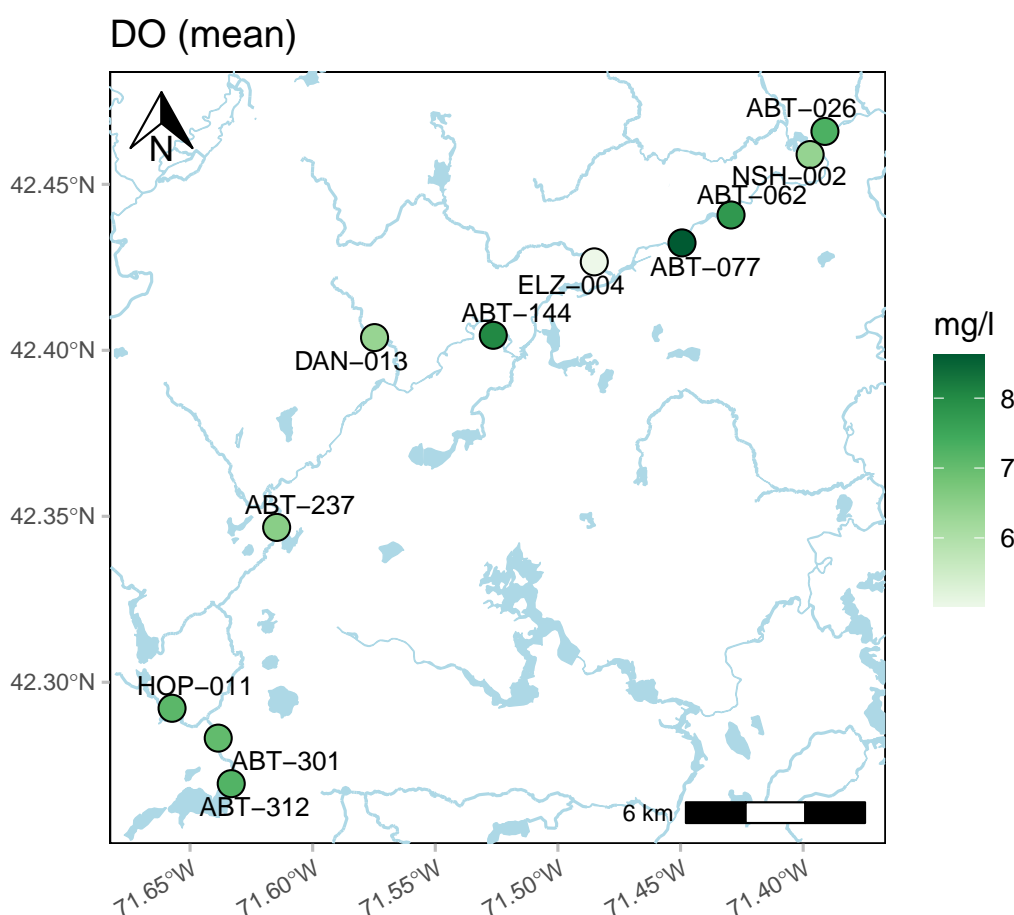 DO (mean)
N
ABT−026
NSH−002
ABT−062
ABT−077
ELZ−004
ABT−144
DAN−013
ABT−237
HOP−011
ABT−301
ABT−312
6 km
42.45°N
42.40°N
42.35°N
42.30°N
71.65°W
71.60°W
71.55°W
71.50°W
71.45°W
71.40°W
mg/l
8
7
6